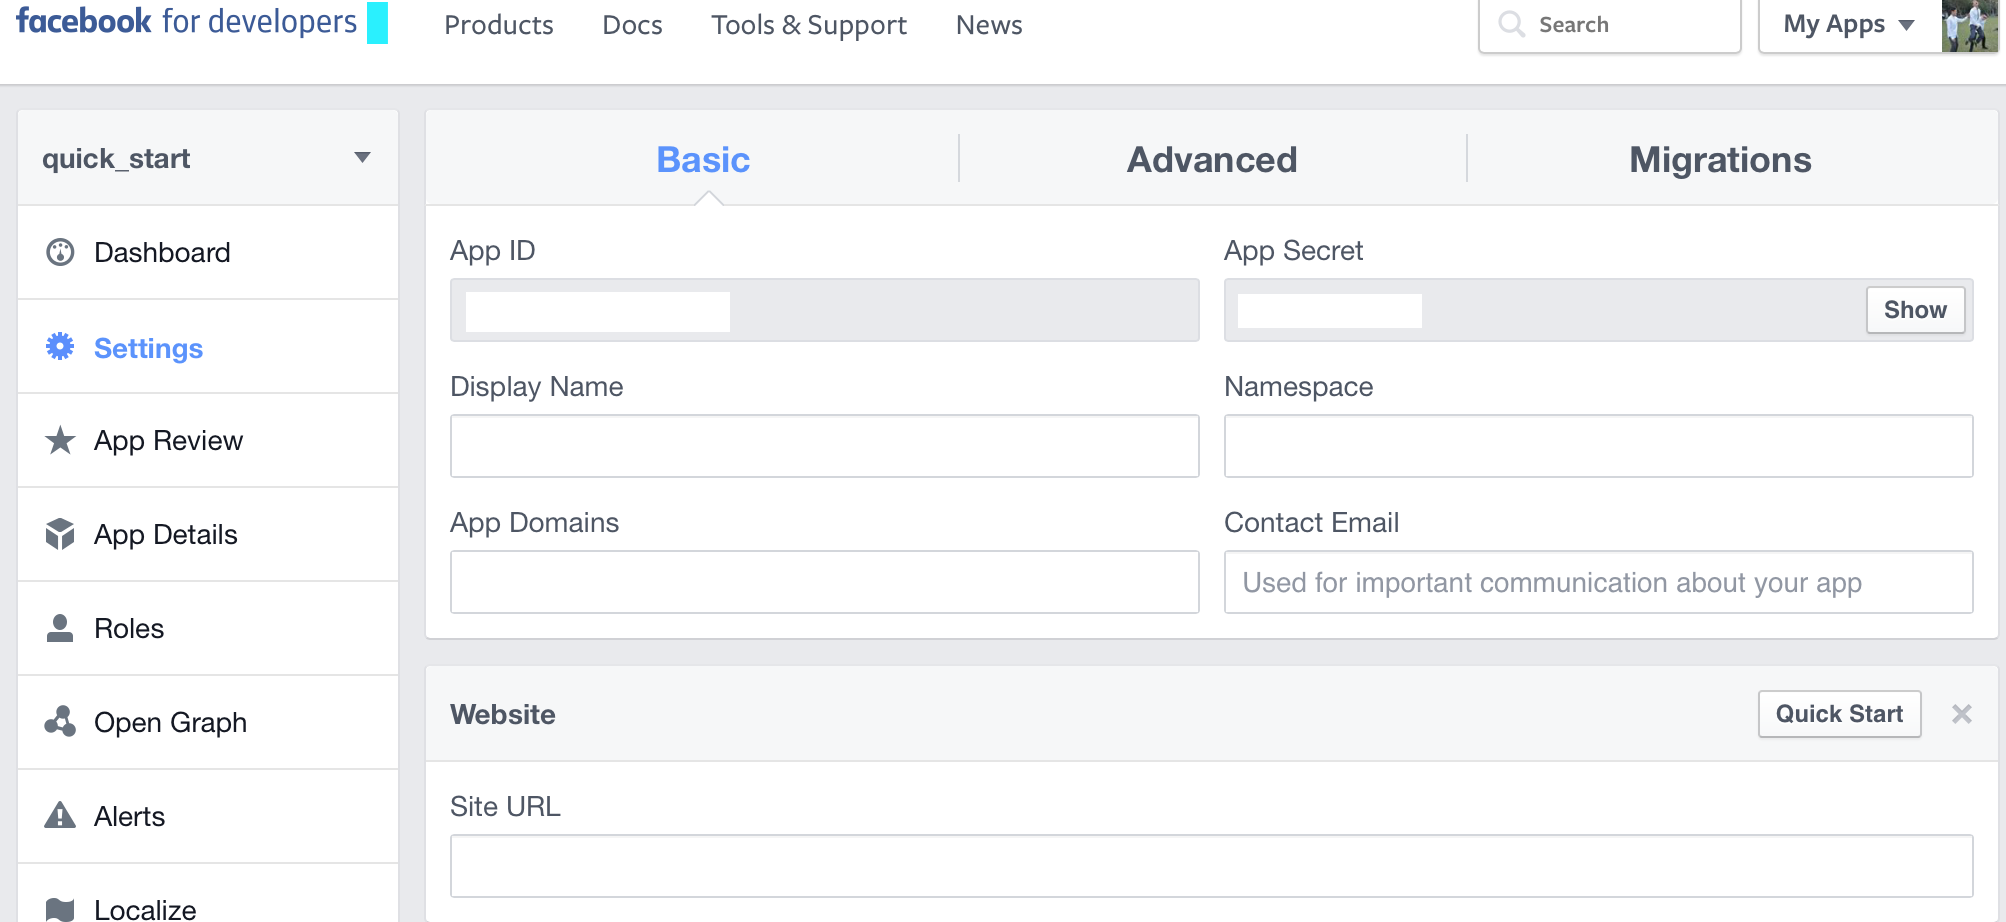 facebook for developers
Products Docs Tools & Support News
Search
My Apps
quick_start
Dashboard
Settings
App Review
App Details
Roles
Open Graph
Alerts
Localize
Basic Advanced Migrations
App ID App Secret
Show
Display Name Namespace
App Domains Contact Email
Used for important communication about your app
Website Quick Start
Site URL